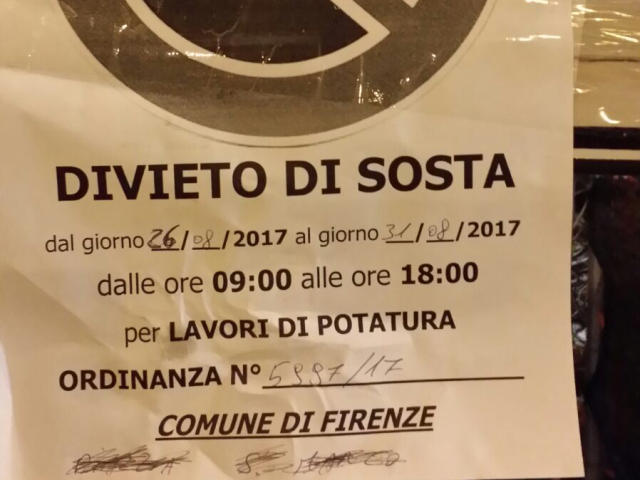 DIVIETO DI SOSTA
dal giorno 26/08/2017 al giorno 31/08/2017
dalle ore 09:00 alle ore 18:00
per LAVORI DI POTATURA
ORDINANZA N° 5997/17
COMUNE DI FIRENZE